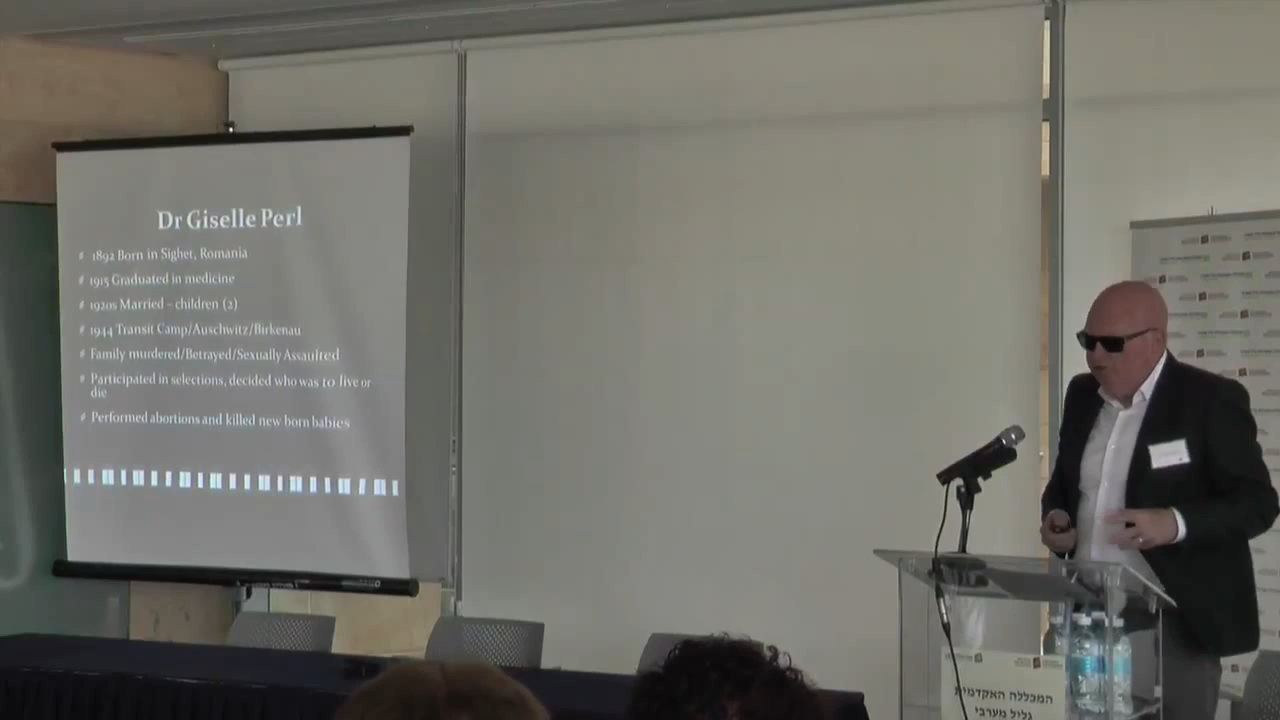 Dr Giselle Perl
1892 Born in Sighet, Romania
1915 Graduated in medicine
1920s Married – children (2)
1944 Transit Camp/Auschwitz/Birkenau
Family murdered/Betrayed/Sexually Assaulted
Participated in selections, decided who was to live or
die
Performed abortions and killed new born babies
המכללה האקדמית
גליל מערבי